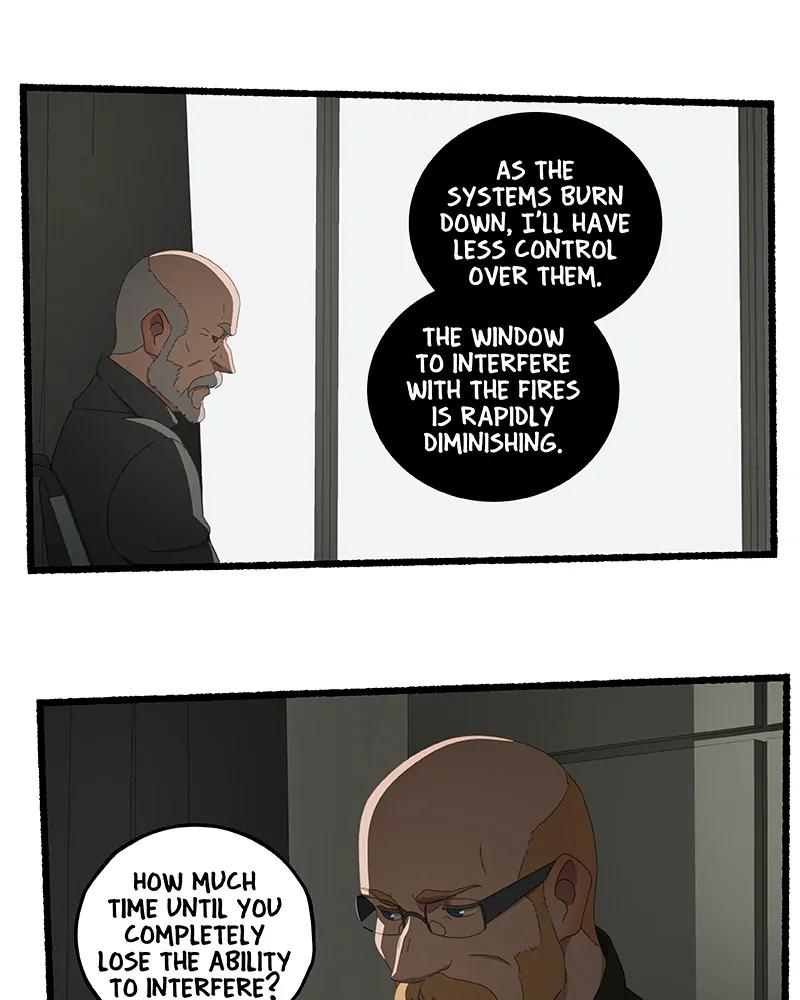 AS THE
SYSTEMS BURN
DOWN, I'LL HAVE
LESS CONTROL
OVER THEM.
THE WINDOW
TO INTERFERE
WITH THE FIRES
IS RAPIDLY
DIMINISHING.
HOW MUCH
TIME UNTIL YOU
COMPLETELY
LOSE THE ABILITY
TO INTERFERE?